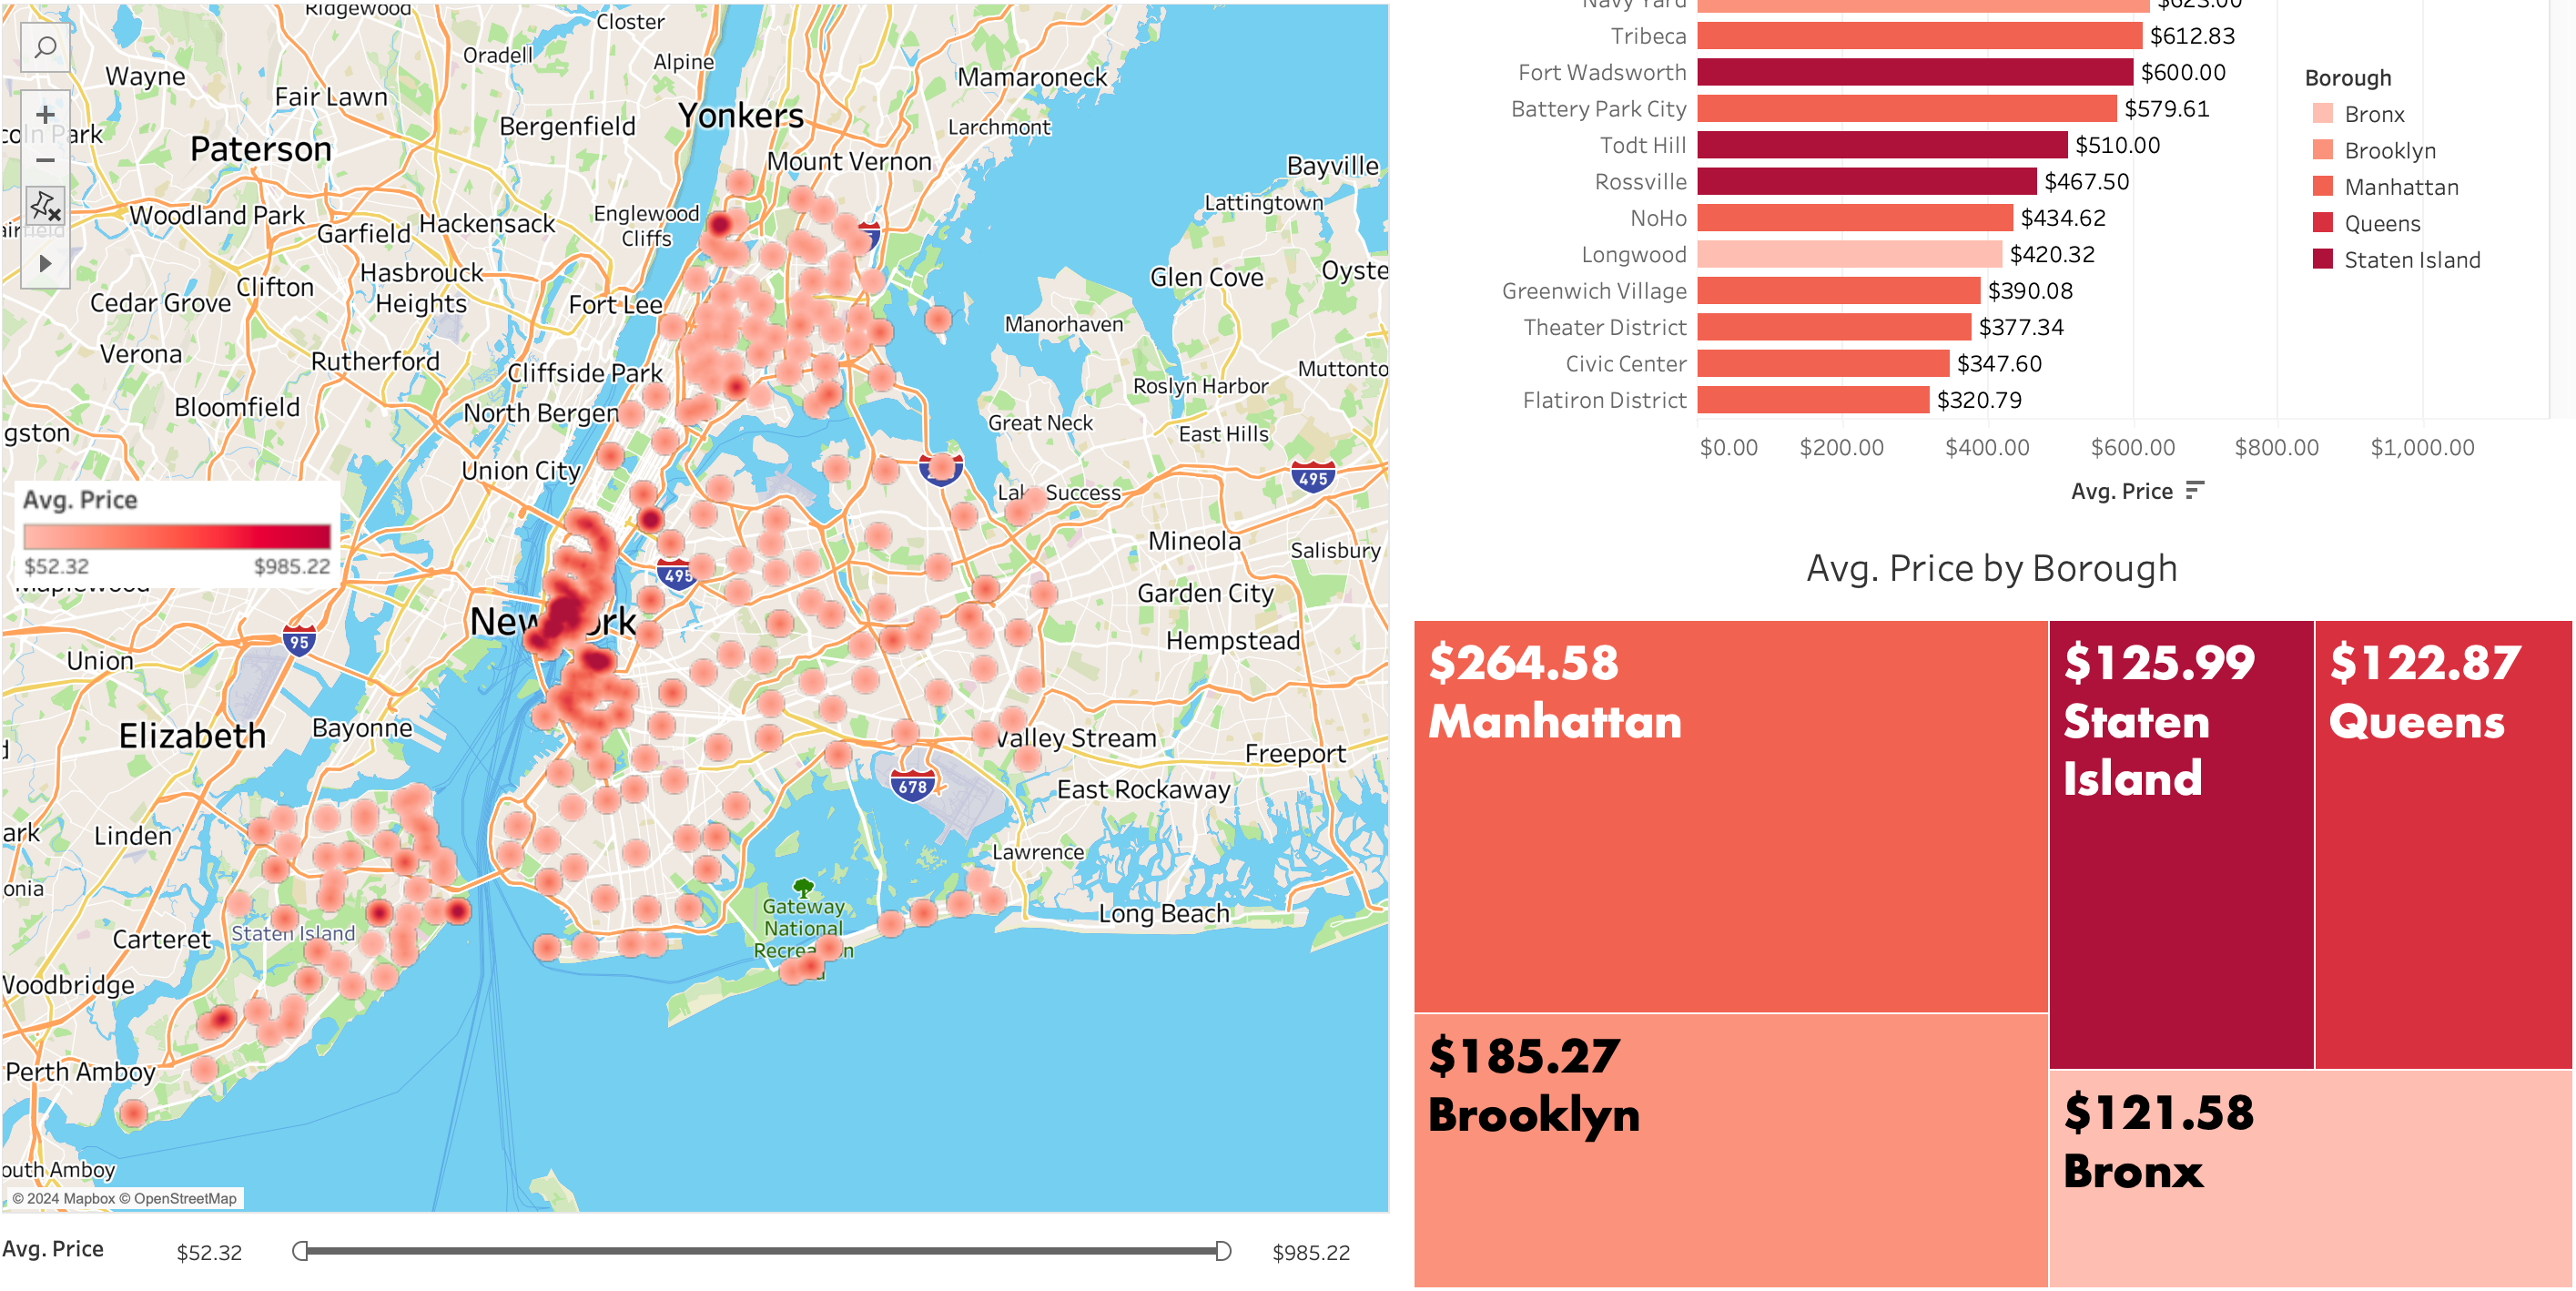 Ridgewood
Closter
Oradell
Alpine
Wayne
Mamaroneck
Fair Lawn
Yonkers
Bergenfield
Larchmont
coln Park
Paterson
Mount Vernon
Bayville
Woodland Park
Hackensack
Englewood
Cliffs
Lattingtown
Garfield
Hasbrouck
Heights
Glen Cove
Oyste
Clifton
Cedar Grove
Fort Lee
Manorhaven
Verona
Rutherford
Cliffside Park
Roslyn Harbor
Muttonto
Bloomfield
North Bergen
Great Neck
East Hills
gston
Union City
495
Success
Avg. Price
$52.32
$985.22
Mineola
Salisbury
495
Garden City
New
Hempstead
95
Union
Elizabeth
Bayonne
Valley Stream
Freeport
678
East Rockaway
ark
Linden
Lawrence
onia
Gateway
National
Long Beach
Carteret
Staten Island
Woodbridge
Perth Amboy
outh Amboy
© 2024 Mapbox © OpenStreetMap
Avg. Price
$52.32
$985.22
Navy Yard
$623.00
Tribeca
$612.83
Fort Wadsworth
$600.00
Battery Park City
$579.61
Todt Hill
$510.00
Rossville
$467.50
NoHo
$434.62
Longwood
$420.32
Greenwich Village
$390.08
Theater District
$377.34
Civic Center
$347.60
Flatiron District
$320.79
$0.00
$200.00
$400.00
$600.00
$800.00
$1,000.00
Avg. Price
Borough
Bronx
Brooklyn
Manhattan
Queens
Staten Island
Avg. Price by Borough
$264.58
Manhattan
$125.99
Staten
Island
$122.87
Queens
$185.27
Brooklyn
$121.58
Bronx